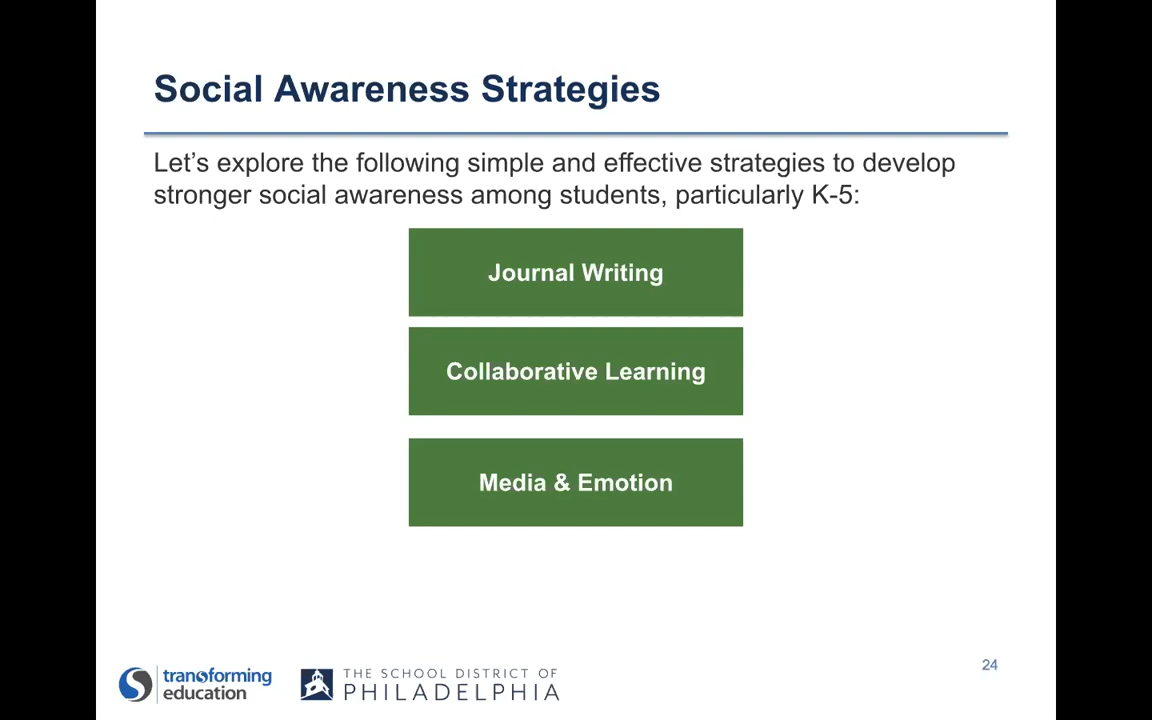 Social Awareness Strategies
Let’s explore the following simple and effective strategies to develop
stronger social awareness among students, particularly K-5:
Journal Writing
Collaborative Learning
Media & Emotion
transforming
education
THE SCHOOL DISTRICT OF
PHILADELPHIA
24